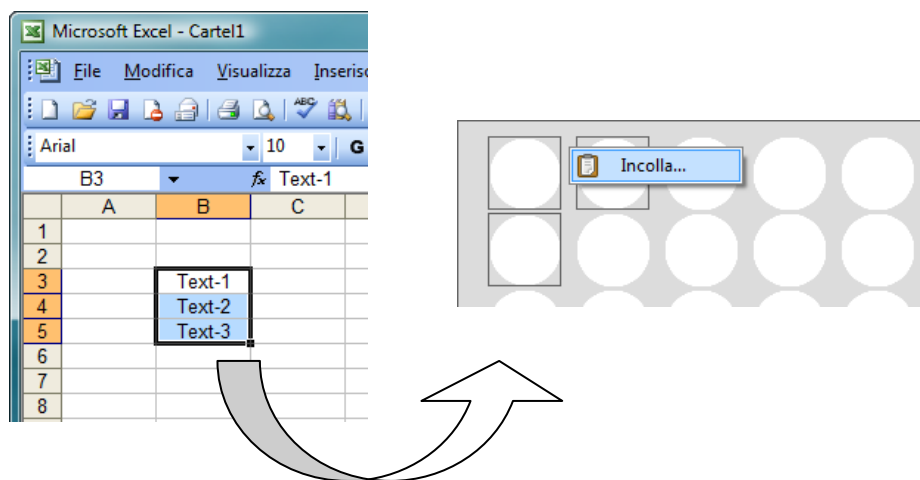 Microsoft Excel - Cartel1
File Modifica Visualizza
Arial 10 G
B3 fx Text-1
A B C
1
2
3 Text-1
4 Text-2
5 Text-3
6
7
8
Incolla...